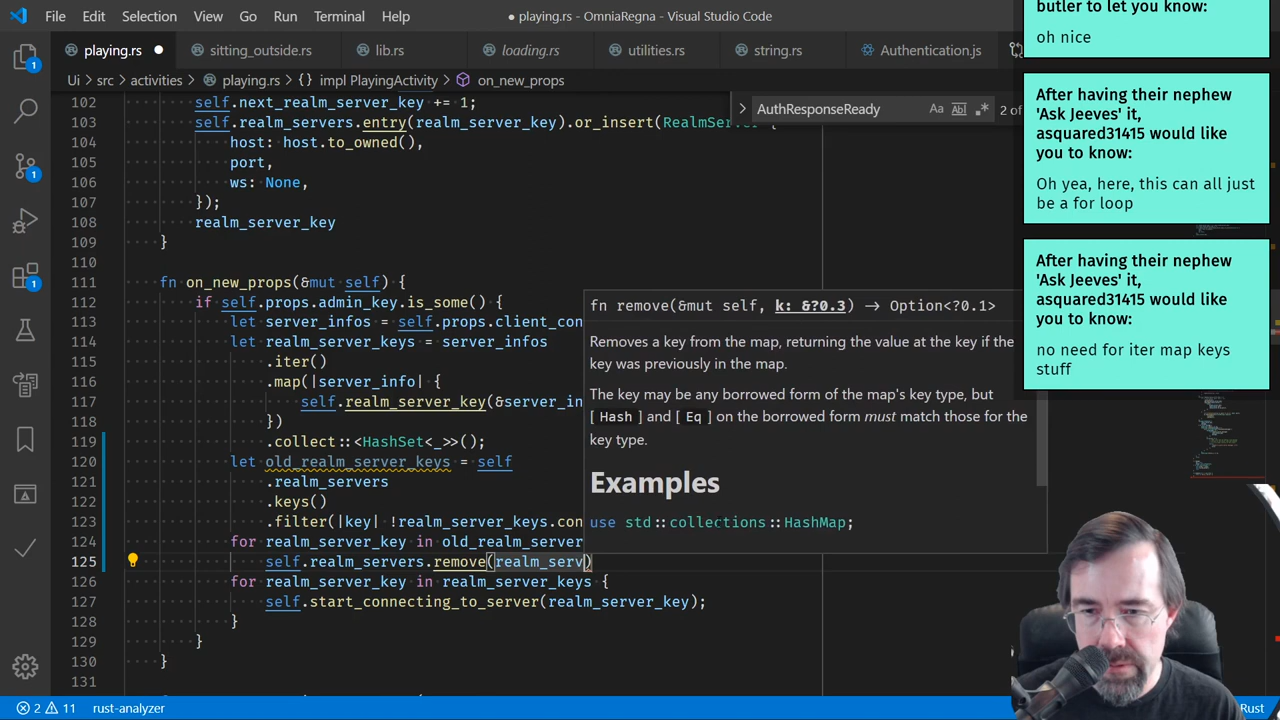 File Edit Selection View Go Run Terminal Help
● playing.rs - OmniaRegna - Visual Studio Code
playing.rs ● sitting_outside.rs lib.rs loading.rs utilities.rs string.rs Authentication.js
Ui > src > activities > playing.rs > {} impl PlayingActivity > on_new_props
AuthResponseReady Aa Ab .* 2 of
102 self.next_realm_server_key += 1;
103 self.realm_servers.entry(realm_server_key).or_insert(RealmServer {
104 host: host.to_owned(),
105 port,
106 ws: None,
107 });
108 realm_server_key
109 }
110
111 fn on_new_props(&mut self) {
112 if self.props.admin_key.is_some() {
113 let server_infos = self.props.client_con
114 let realm_server_keys = server_infos
115 .iter()
116 .map(|server_info| {
117 self.realm_server_key(&server_in
118 })
119 .collect::<HashSet<_>>();
120 let old_realm_server_keys = self
121 .realm_servers
122 .keys()
123 .filter(|key| !realm_server_keys.con
124 for realm_server_key in old_realm_server
125 self.realm_servers.remove(realm_serv)
126 for realm_server_key in realm_server_keys {
127 self.start_connecting_to_server(realm_server_key);
128 }
129 }
130 }
131
fn remove(&mut self, k: &?0.3) → Option<?0.1>
Removes a key from the map, returning the value at the key if the
key was previously in the map.
The key may be any borrowed form of the map's key type, but
[ Hash ] and [ Eq ] on the borrowed form must match those for the
key type.
Examples
use std::collections::HashMap;
butler to let you know:
oh nice
After having their nephew
'Ask Jeeves' it,
asquared31415 would like
you to know:
Oh yea, here, this can all just
be a for loop
After having their nephew
'Ask Jeeves' it,
asquared31415 would like
you to know:
no need for iter map keys
stuff
1
1
1
2 11 rust-analyzer
Rust